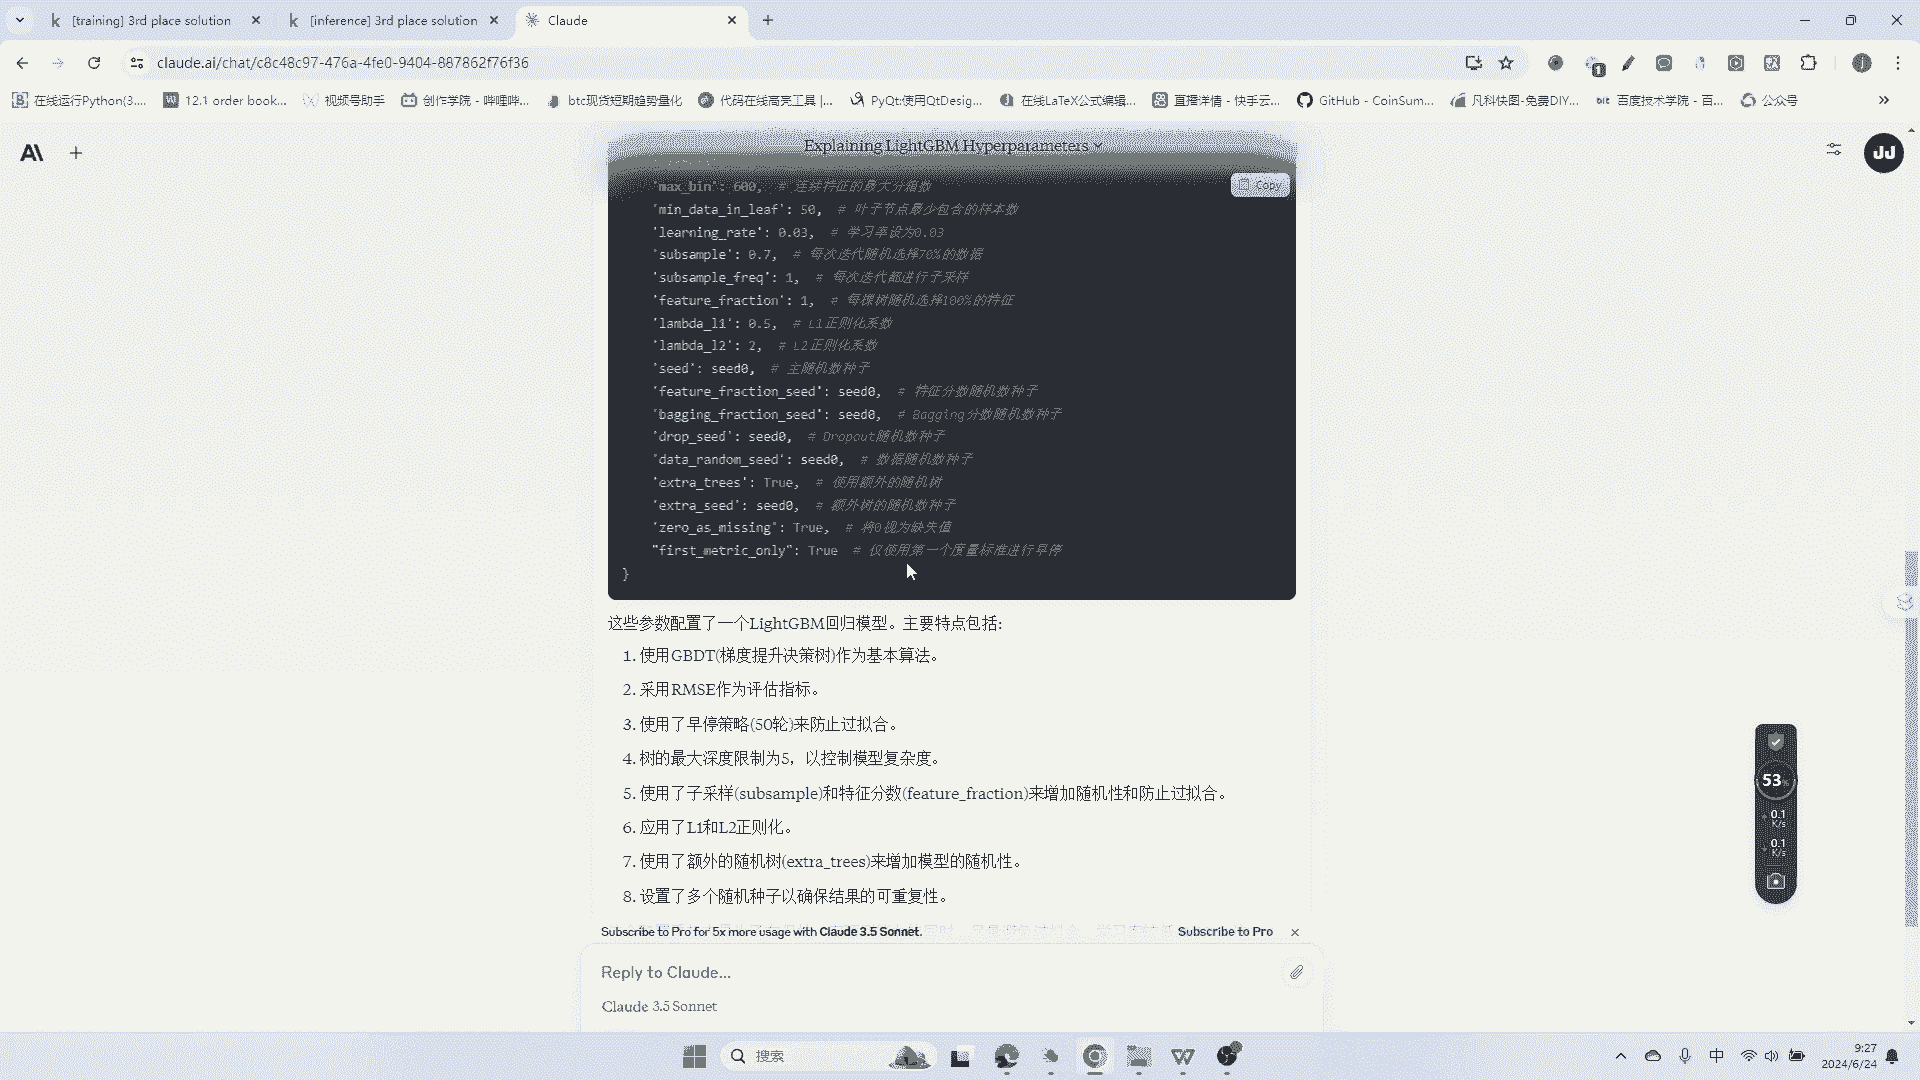 [training] 3rd place solution
[inference] 3rd place solution
Claude
claude.ai/chat/c8c48c97-476a-4fe0-9404-887862f76f36
在线运行Python(3.... 12.1 order book... 视频号助手 创作学院 - 哔哩哔... btc现货短期趋势量化 代码在线高亮工具 |... PyQt:使用QtDesig... 在线LaTeX公式编辑... 直播详情 - 快手云... GitHub - CoinSum... 凡科快图-免费DIY... 百度技术学院 - 百... 公众号
Explaining LightGBM Hyperparameters
JJ
'max_bin': 600, # 连续特征的最大分箱数
Copy
'min_data_in_leaf': 50, # 叶子节点最少包含的样本数
'learning_rate': 0.03, # 学习率设为0.03
'subsample': 0.7, # 每次迭代随机选择70%的数据
'subsample_freq': 1, # 每次迭代都进行子采样
'feature_fraction': 1, # 每棵树随机选择100%的特征
'lambda_l1': 0.5, # L1正则化系数
'lambda_l2': 2, # L2正则化系数
'seed': seed0, # 主随机数种子
'feature_fraction_seed': seed0, # 特征分数随机数种子
'bagging_fraction_seed': seed0, # Bagging分数随机数种子
'drop_seed': seed0, # Dropout随机数种子
'data_random_seed': seed0, # 数据随机数种子
'extra_trees': True, # 使用额外的随机树
'extra_seed': seed0, # 额外树的随机数种子
'zero_as_missing': True, # 将0视为缺失值
"first_metric_only": True # 仅使用第一个度量标准进行早停
}
这些参数配置了一个LightGBM回归模型。主要特点包括:
1. 使用GBDT(梯度提升决策树)作为基本算法。
2. 采用RMSE作为评估指标。
3. 使用了早停策略(50轮)来防止过拟合。
4. 树的最大深度限制为5，以控制模型复杂度。
5. 使用了子采样(subsample)和特征分数(feature_fraction)来增加随机性和防止过拟合。
6. 应用了L1和L2正则化。
7. 使用了额外的随机树(extra_trees)来增加模型的随机性。
8. 设置了多个随机种子以确保结果的可重复性。
Subscribe to Pro for 5x more usage with Claude 3.5 Sonnet.
Subscribe to Pro
Reply to Claude...
Claude 3.5 Sonnet
53%
0.1
K/s
0.1
K/s
搜索
中
9:27
2024/6/24